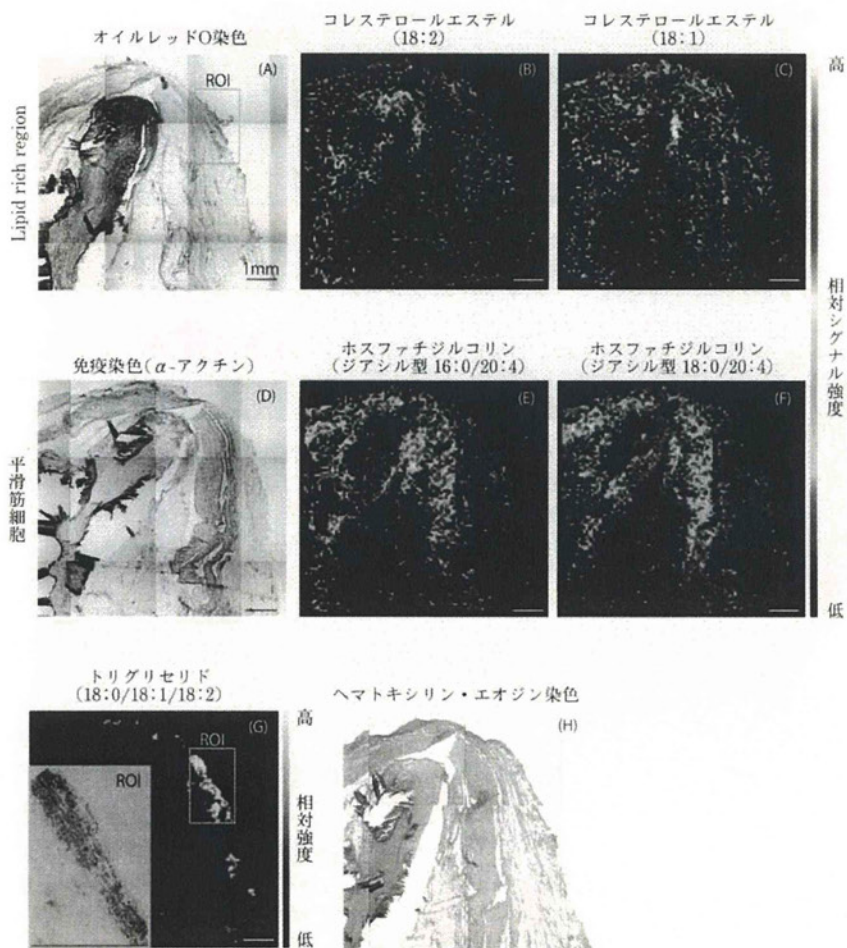 オイルレッドO染色
コレステロールエステル
(18:2)
コレステロールエステル
(18:1)
Lipid rich region
(A)
ROI
1mm
(B)
(C)
高
相対シグナル強度
低
免疫染色(α-アクチン)
ホスファチジルコリン
(ジアシル型 16:0/20:4)
ホスファチジルコリン
(ジアシル型 18:0/20:4)
平滑筋細胞
(D)
(E)
(F)
トリグリセリド
(18:0/18:1/18:2)
(G)
ROI
ROI
高
相対強度
低
ヘマトキシリン・エオジン染色
(H)